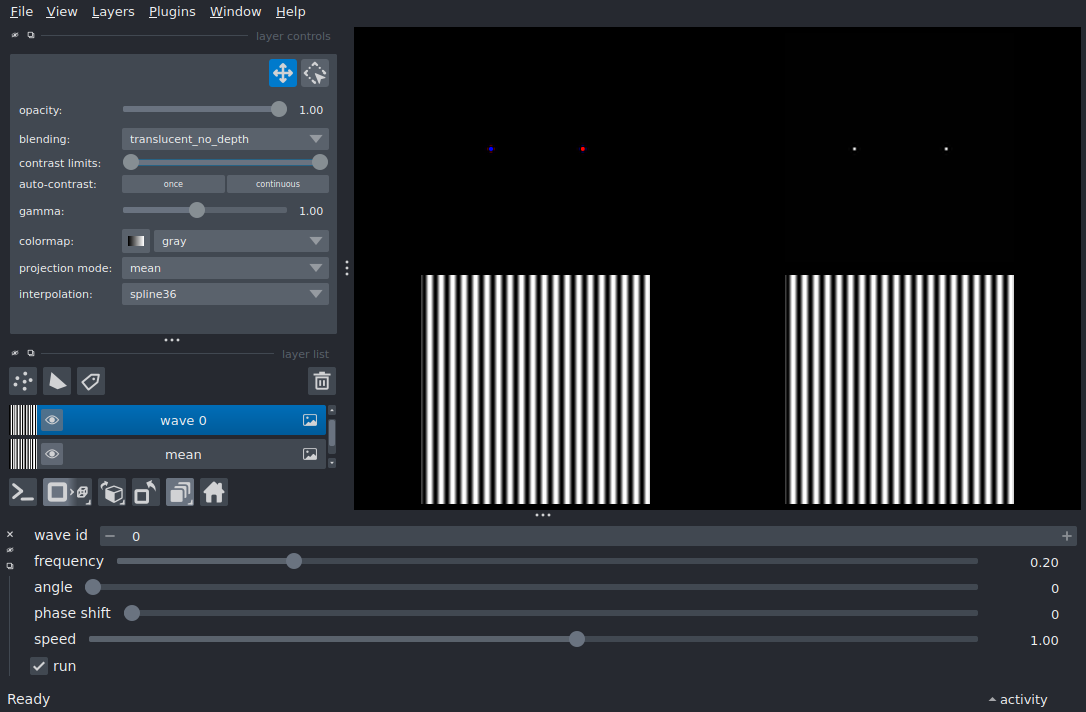 File View Layers Plugins Window Help
layer controls
opacity: 1.00
blending: translucent_no_depth
contrast limits:
auto-contrast: once continuous
gamma: 1.00
colormap: gray
projection mode: mean
interpolation: spline36
layer list
wave 0
mean
wave id 0
frequency 0.20
angle 0
phase shift 0
speed 1.00
run
Ready activity